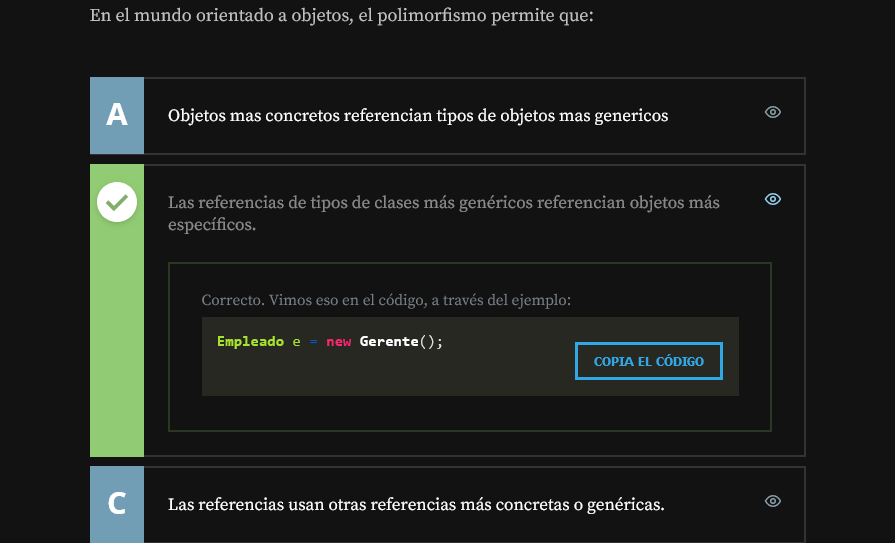 En el mundo orientado a objetos, el polimorfismo permite que:
A
Objetos mas concretos referencian tipos de objetos mas genericos
Las referencias de tipos de clases más genéricos referencian objetos más
específicos.
Correcto. Vimos eso en el código, a través del ejemplo:
Empleado e = new Gerente();
COPIA EL CÓDIGO
C
Las referencias usan otras referencias más concretas o genéricas.